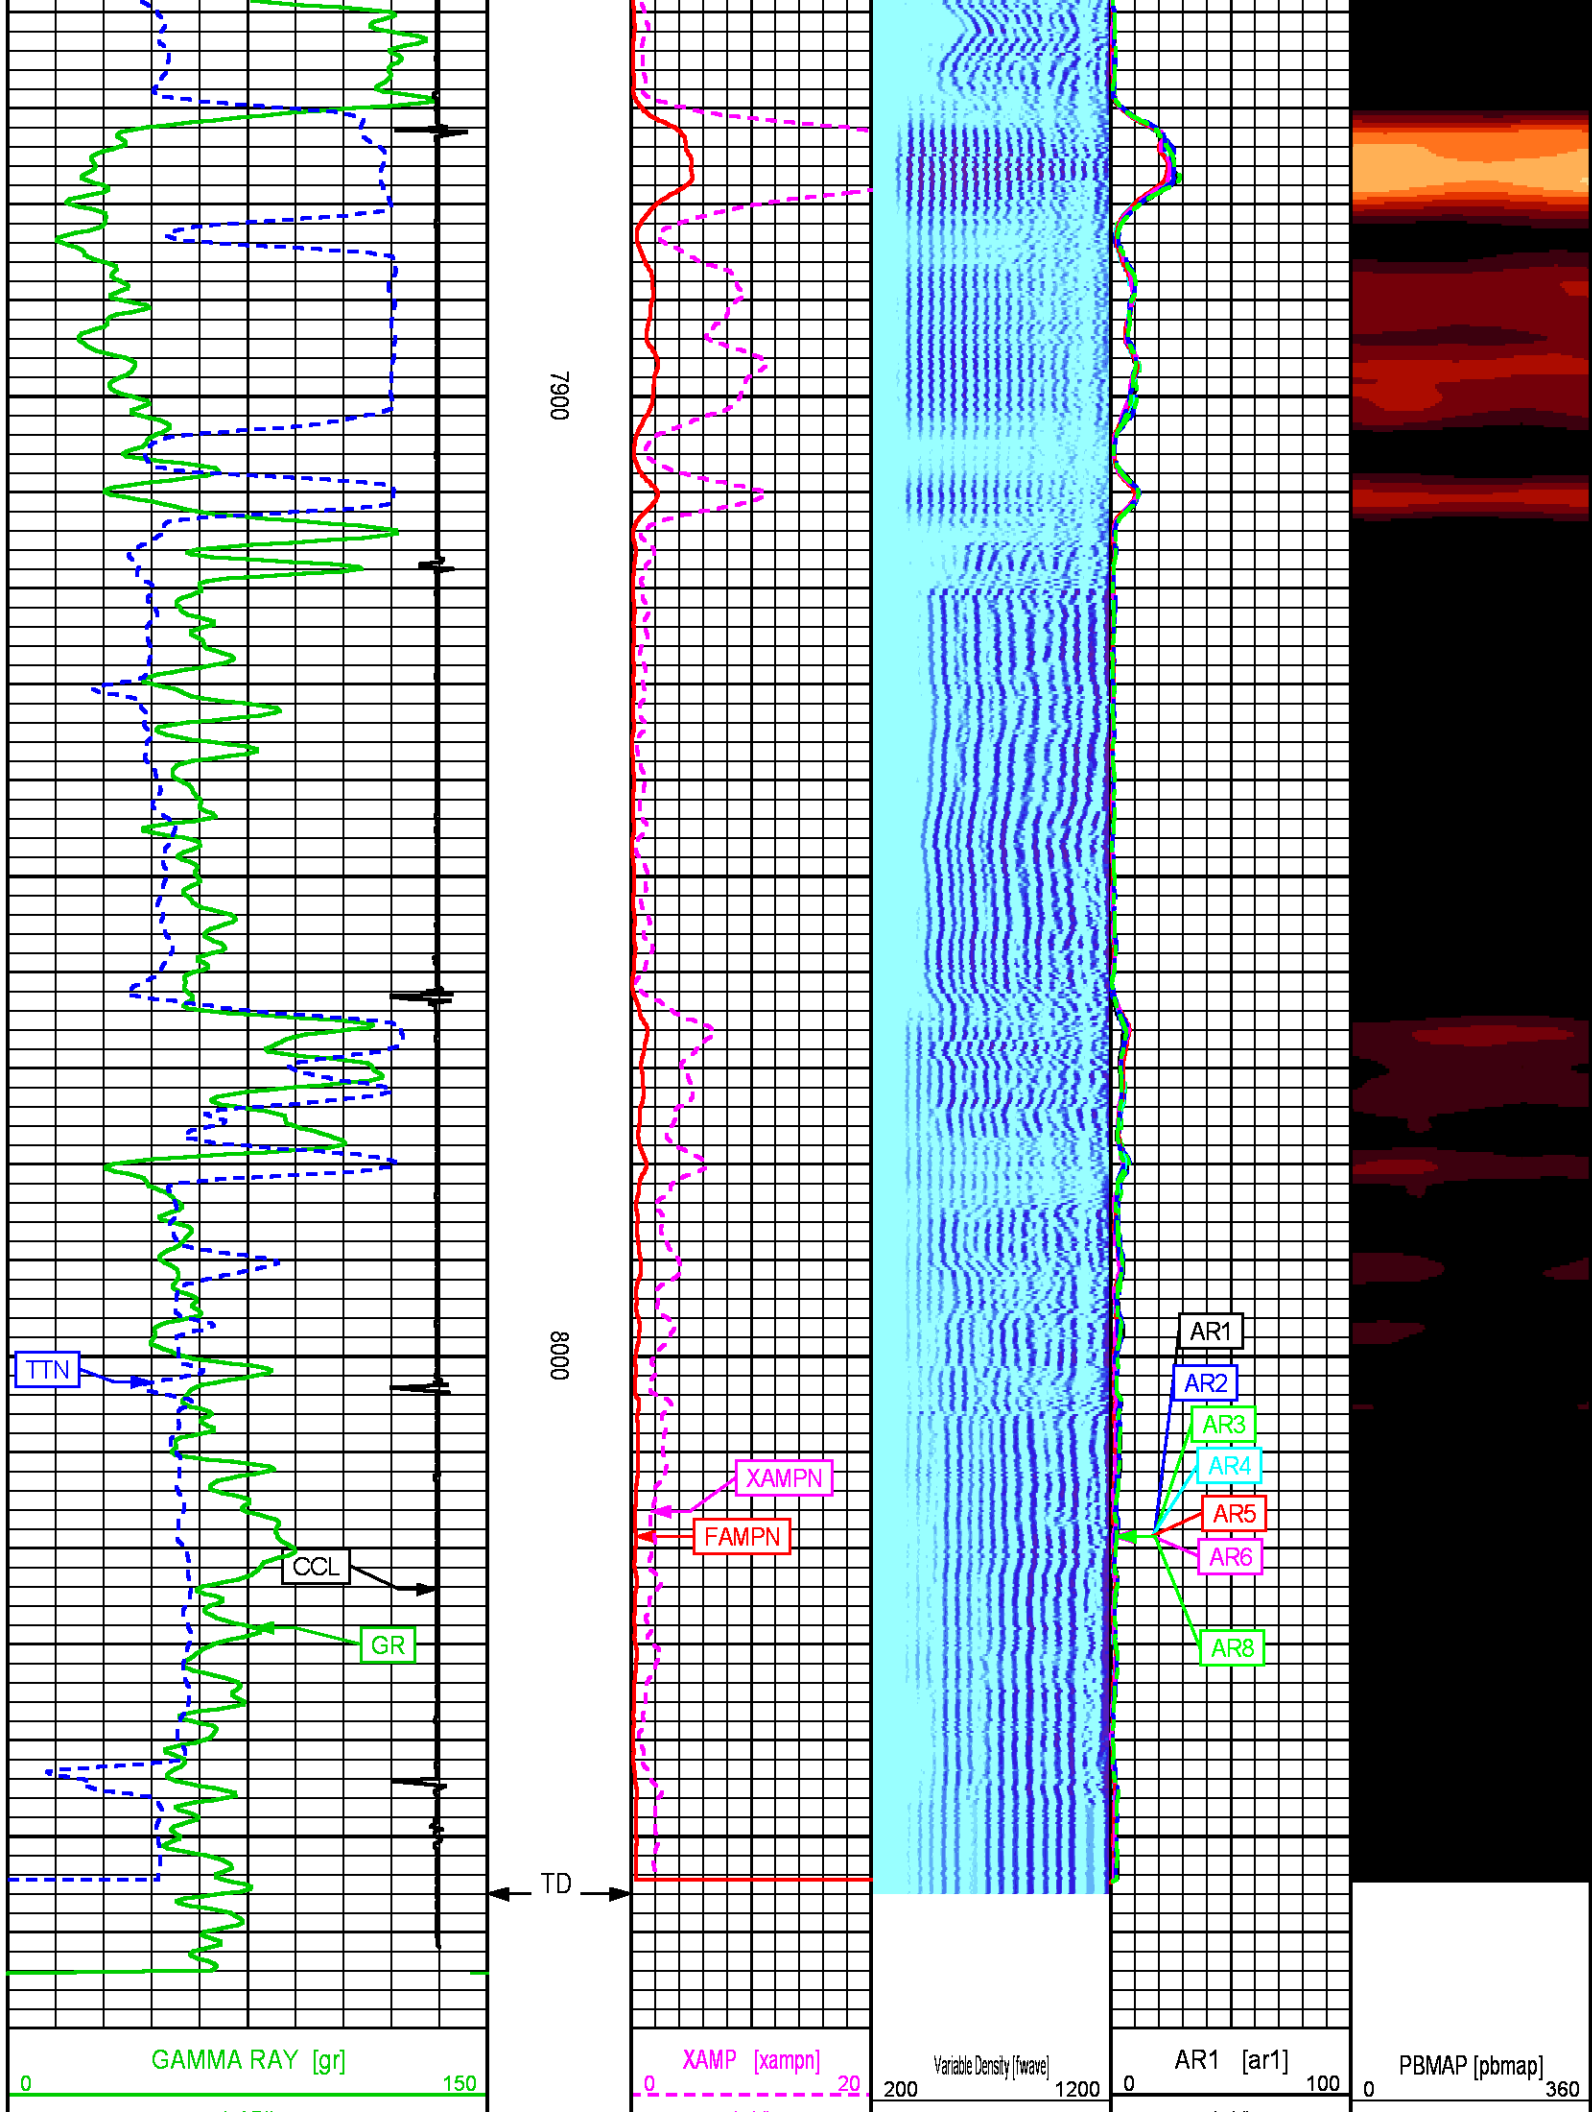 7900
8000
TTN
CCL
GR
TD
XAMPN
FAMPN
AR1
AR2
AR3
AR4
AR5
AR6
AR8
GAMMA RAY [gr]
0 150
XAMP [xampn]
0 20
Variable Density [fwave]
200 1200
AR1 [ar1]
0 100
PBMAP [pbmap]
0 360